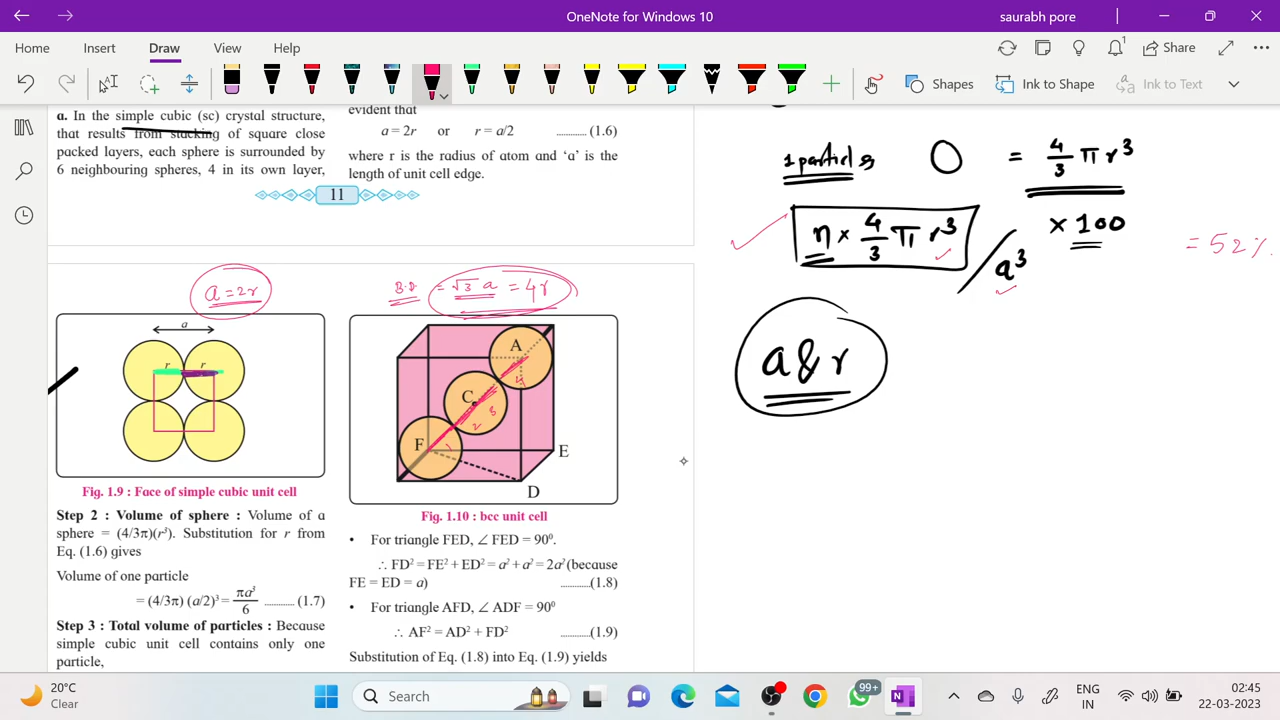 OneNote for Windows 10
saurabh pore
Home Insert Draw View Help
Share
Shapes
Ink to Shape
Ink to Text
a. In the simple cubic (sc) crystal structure,
that results from stacking of square close
packed layers, each sphere is surrounded by
6 neighbouring spheres, 4 in its own layer,
evident that
a = 2r or r = a/2 ............. (1.6)
where r is the radius of atom and ‘a’ is the
length of unit cell edge.
11
a = 2r
a
r r
Fig. 1.9 : Face of simple cubic unit cell
Step 2 : Volume of sphere : Volume of a
sphere = (4/3π)(r³). Substitution for r from
Eq. (1.6) gives
Volume of one particle
= (4/3π) (a/2)³ = πa³/6 ............. (1.7)
Step 3 : Total volume of particles : Because
simple cubic unit cell contains only one
particle,
B.D = √3 a = 4r
A
4
C
3
2
F
1
E
D
Fig. 1.10 : bcc unit cell
• For triangle FED, ∠ FED = 90⁰.
∴ FD² = FE² + ED² = a² + a² = 2a² (because
FE = ED = a) ............(1.8)
• For triangle AFD, ∠ ADF = 90⁰
∴ AF² = AD² + FD² ............(1.9)
Substitution of Eq. (1.8) into Eq. (1.9) yields
1 particle = 4/3 π r³
n × 4/3 π r³ / a³ × 100 = 52%.
a & r
20°C
Clear
Search
99+
ENG
IN
02:45
22-03-2023